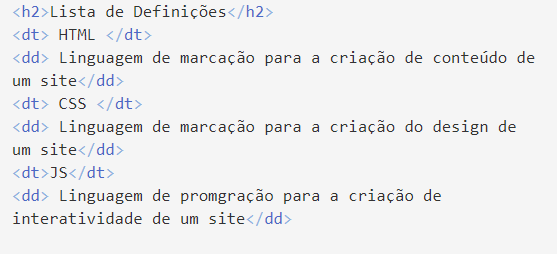 <h2>Lista de Definições</h2>
<dt> HTML </dt>
<dd> Linguagem de marcação para a criação de conteúdo de
um site</dd>
<dt> CSS </dt>
<dd> Linguagem de marcação para a criação do design de
um site</dd>
<dt>JS</dt>
<dd> Linguagem de promgração para a criação de
interatividade de um site</dd>